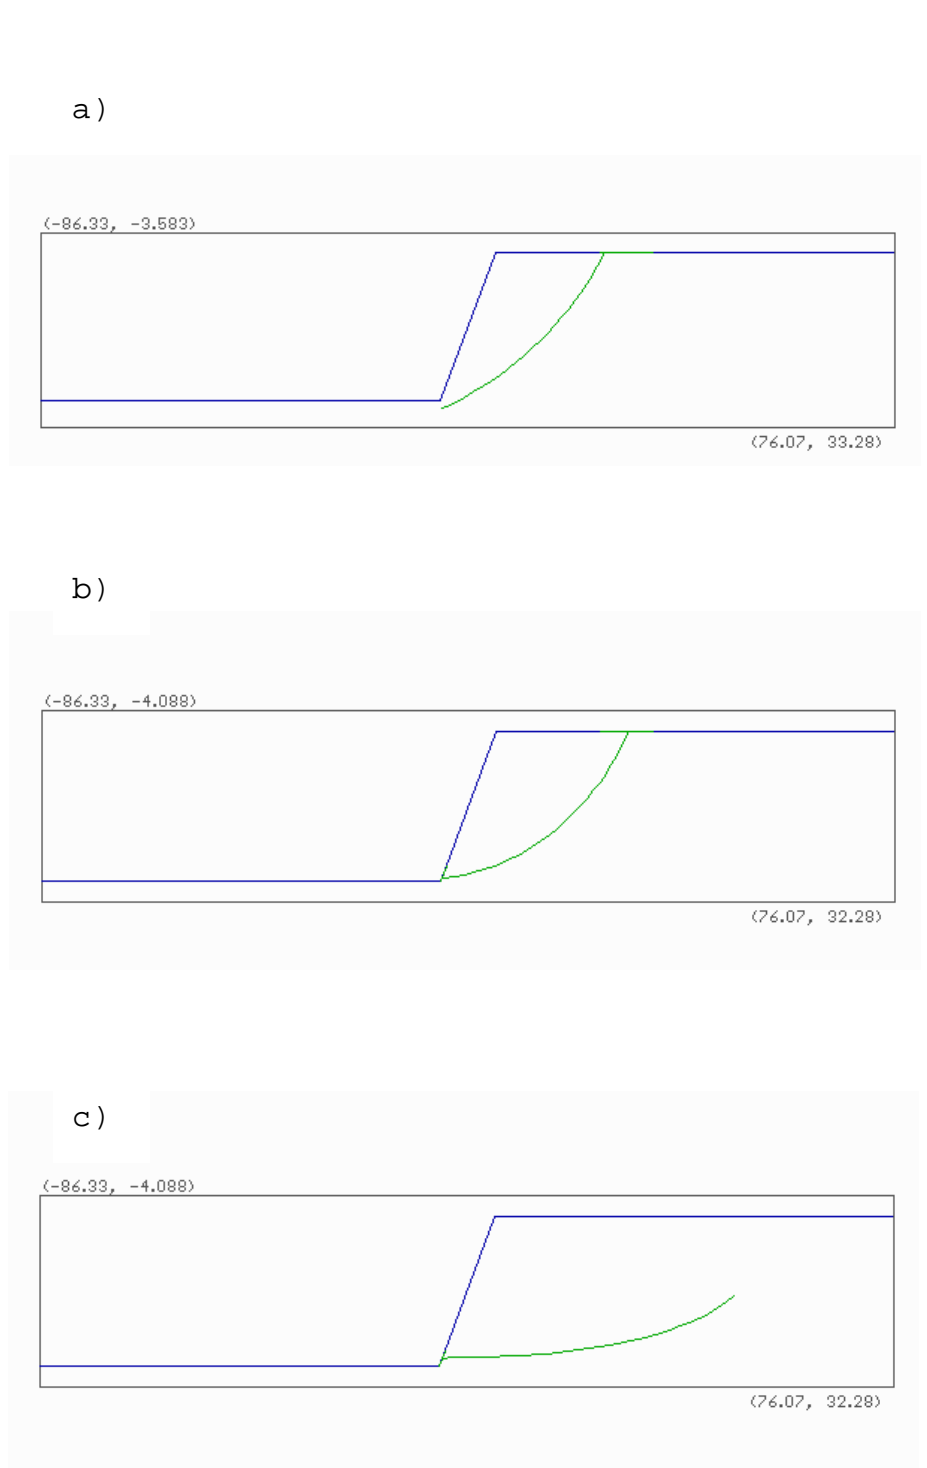 a)
(-86.33, -3.583)
(76.07, 33.28)
b)
(-86.33, -4.088)
(76.07, 32.28)
c)
(-86.33, -4.088)
(76.07, 32.28)